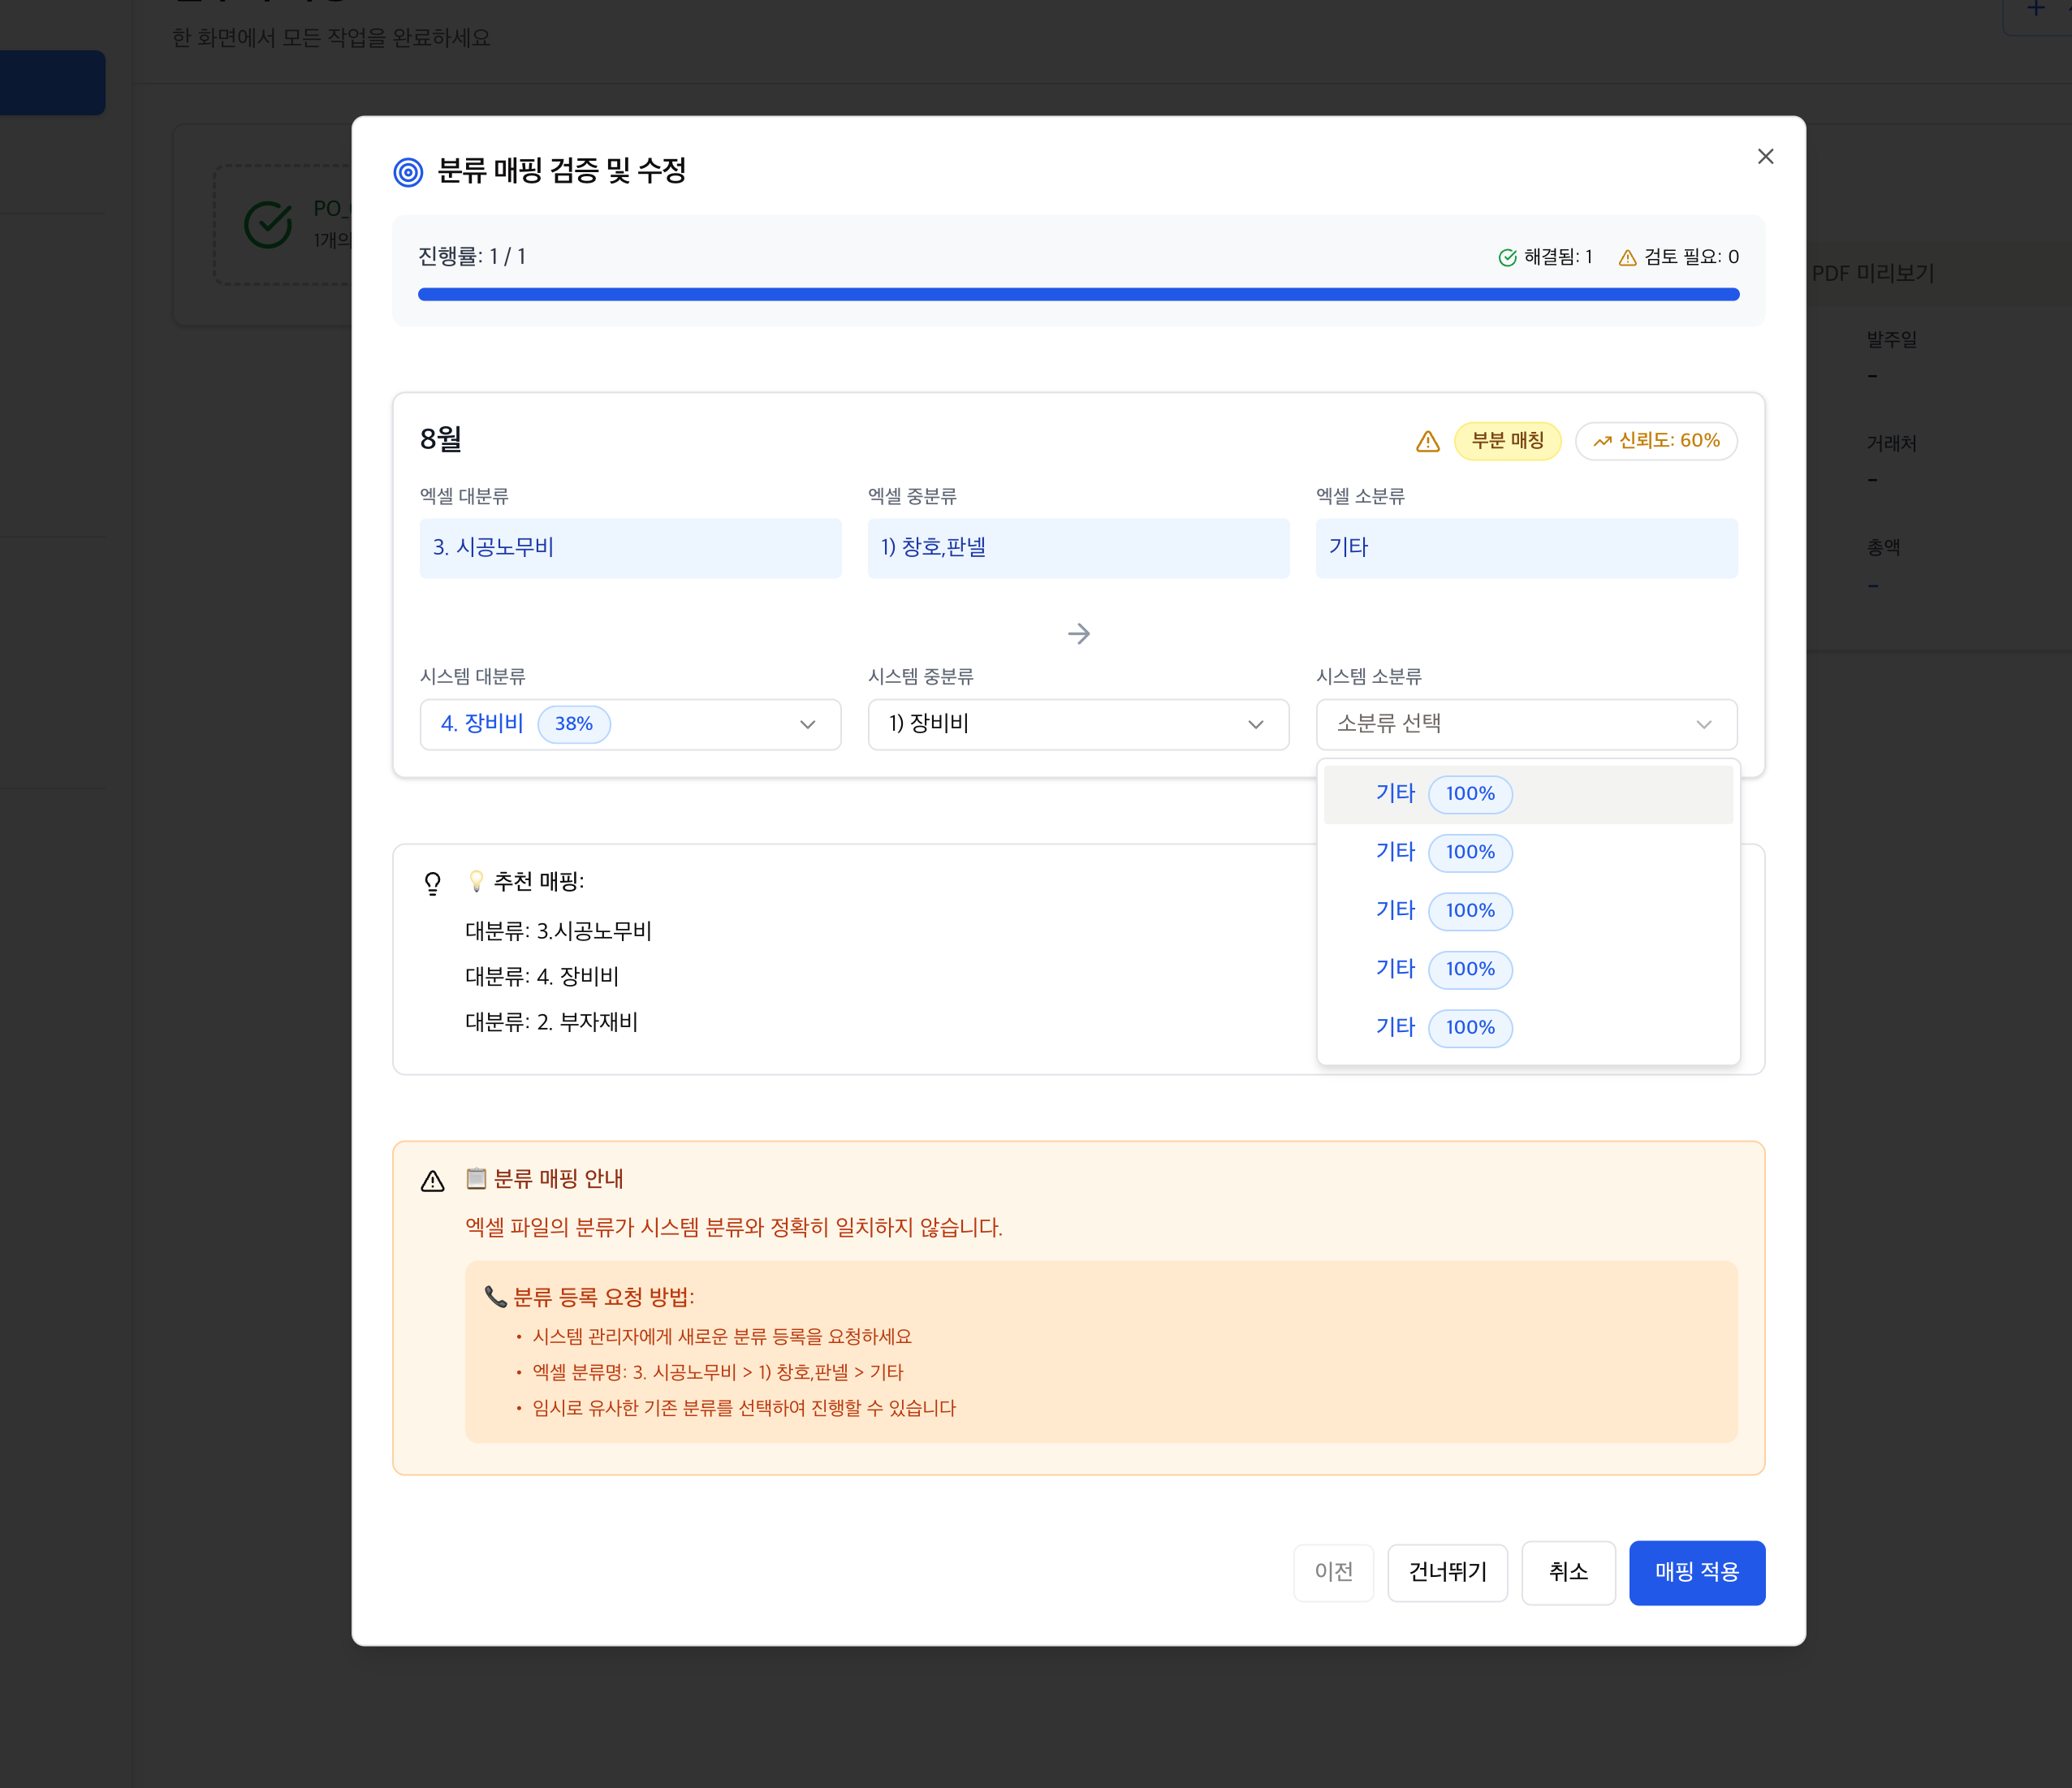 한 화면에서 모든 작업을 완료하세요
PO_
1개의
PDF 미리보기
발주일
-
거래처
-
총액
-
분류 매핑 검증 및 수정
진행률: 1 / 1
해결됨: 1
검토 필요: 0
8월
부분 매칭
신뢰도: 60%
엑셀 대분류
엑셀 중분류
엑셀 소분류
3. 시공노무비
1) 창호,판넬
기타
시스템 대분류
시스템 중분류
시스템 소분류
4. 장비비 38%
1) 장비비
소분류 선택
기타 100%
기타 100%
기타 100%
기타 100%
기타 100%
💡 추천 매핑:
대분류: 3.시공노무비
대분류: 4. 장비비
대분류: 2. 부자재비
📋 분류 매핑 안내
엑셀 파일의 분류가 시스템 분류와 정확히 일치하지 않습니다.
📞 분류 등록 요청 방법:
• 시스템 관리자에게 새로운 분류 등록을 요청하세요
• 엑셀 분류명: 3. 시공노무비 > 1) 창호,판넬 > 기타
• 임시로 유사한 기존 분류를 선택하여 진행할 수 있습니다
이전
건너뛰기
취소
매핑 적용